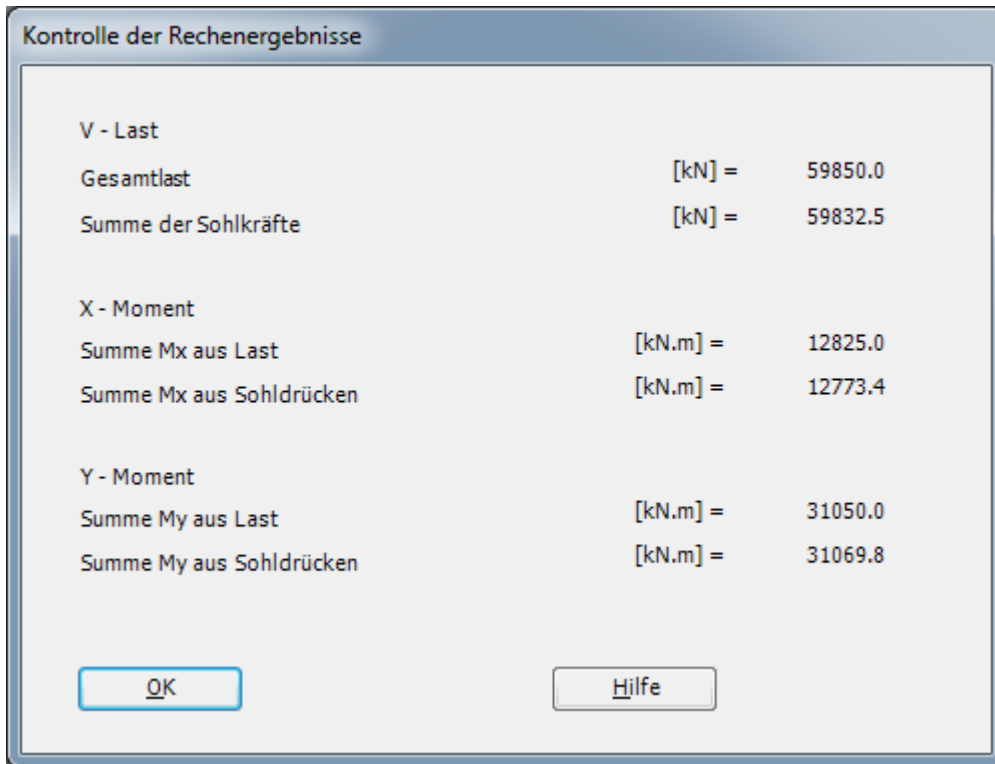 Kontrolle der Rechenergebnisse
V - Last
Gesamtlast [kN] = 59850.0
Summe der Sohlkräfte [kN] = 59832.5
X - Moment
Summe Mx aus Last [kN.m] = 12825.0
Summe Mx aus Sohldrücken [kN.m] = 12773.4
Y - Moment
Summe My aus Last [kN.m] = 31050.0
Summe My aus Sohldrücken [kN.m] = 31069.8
OK Hilfe